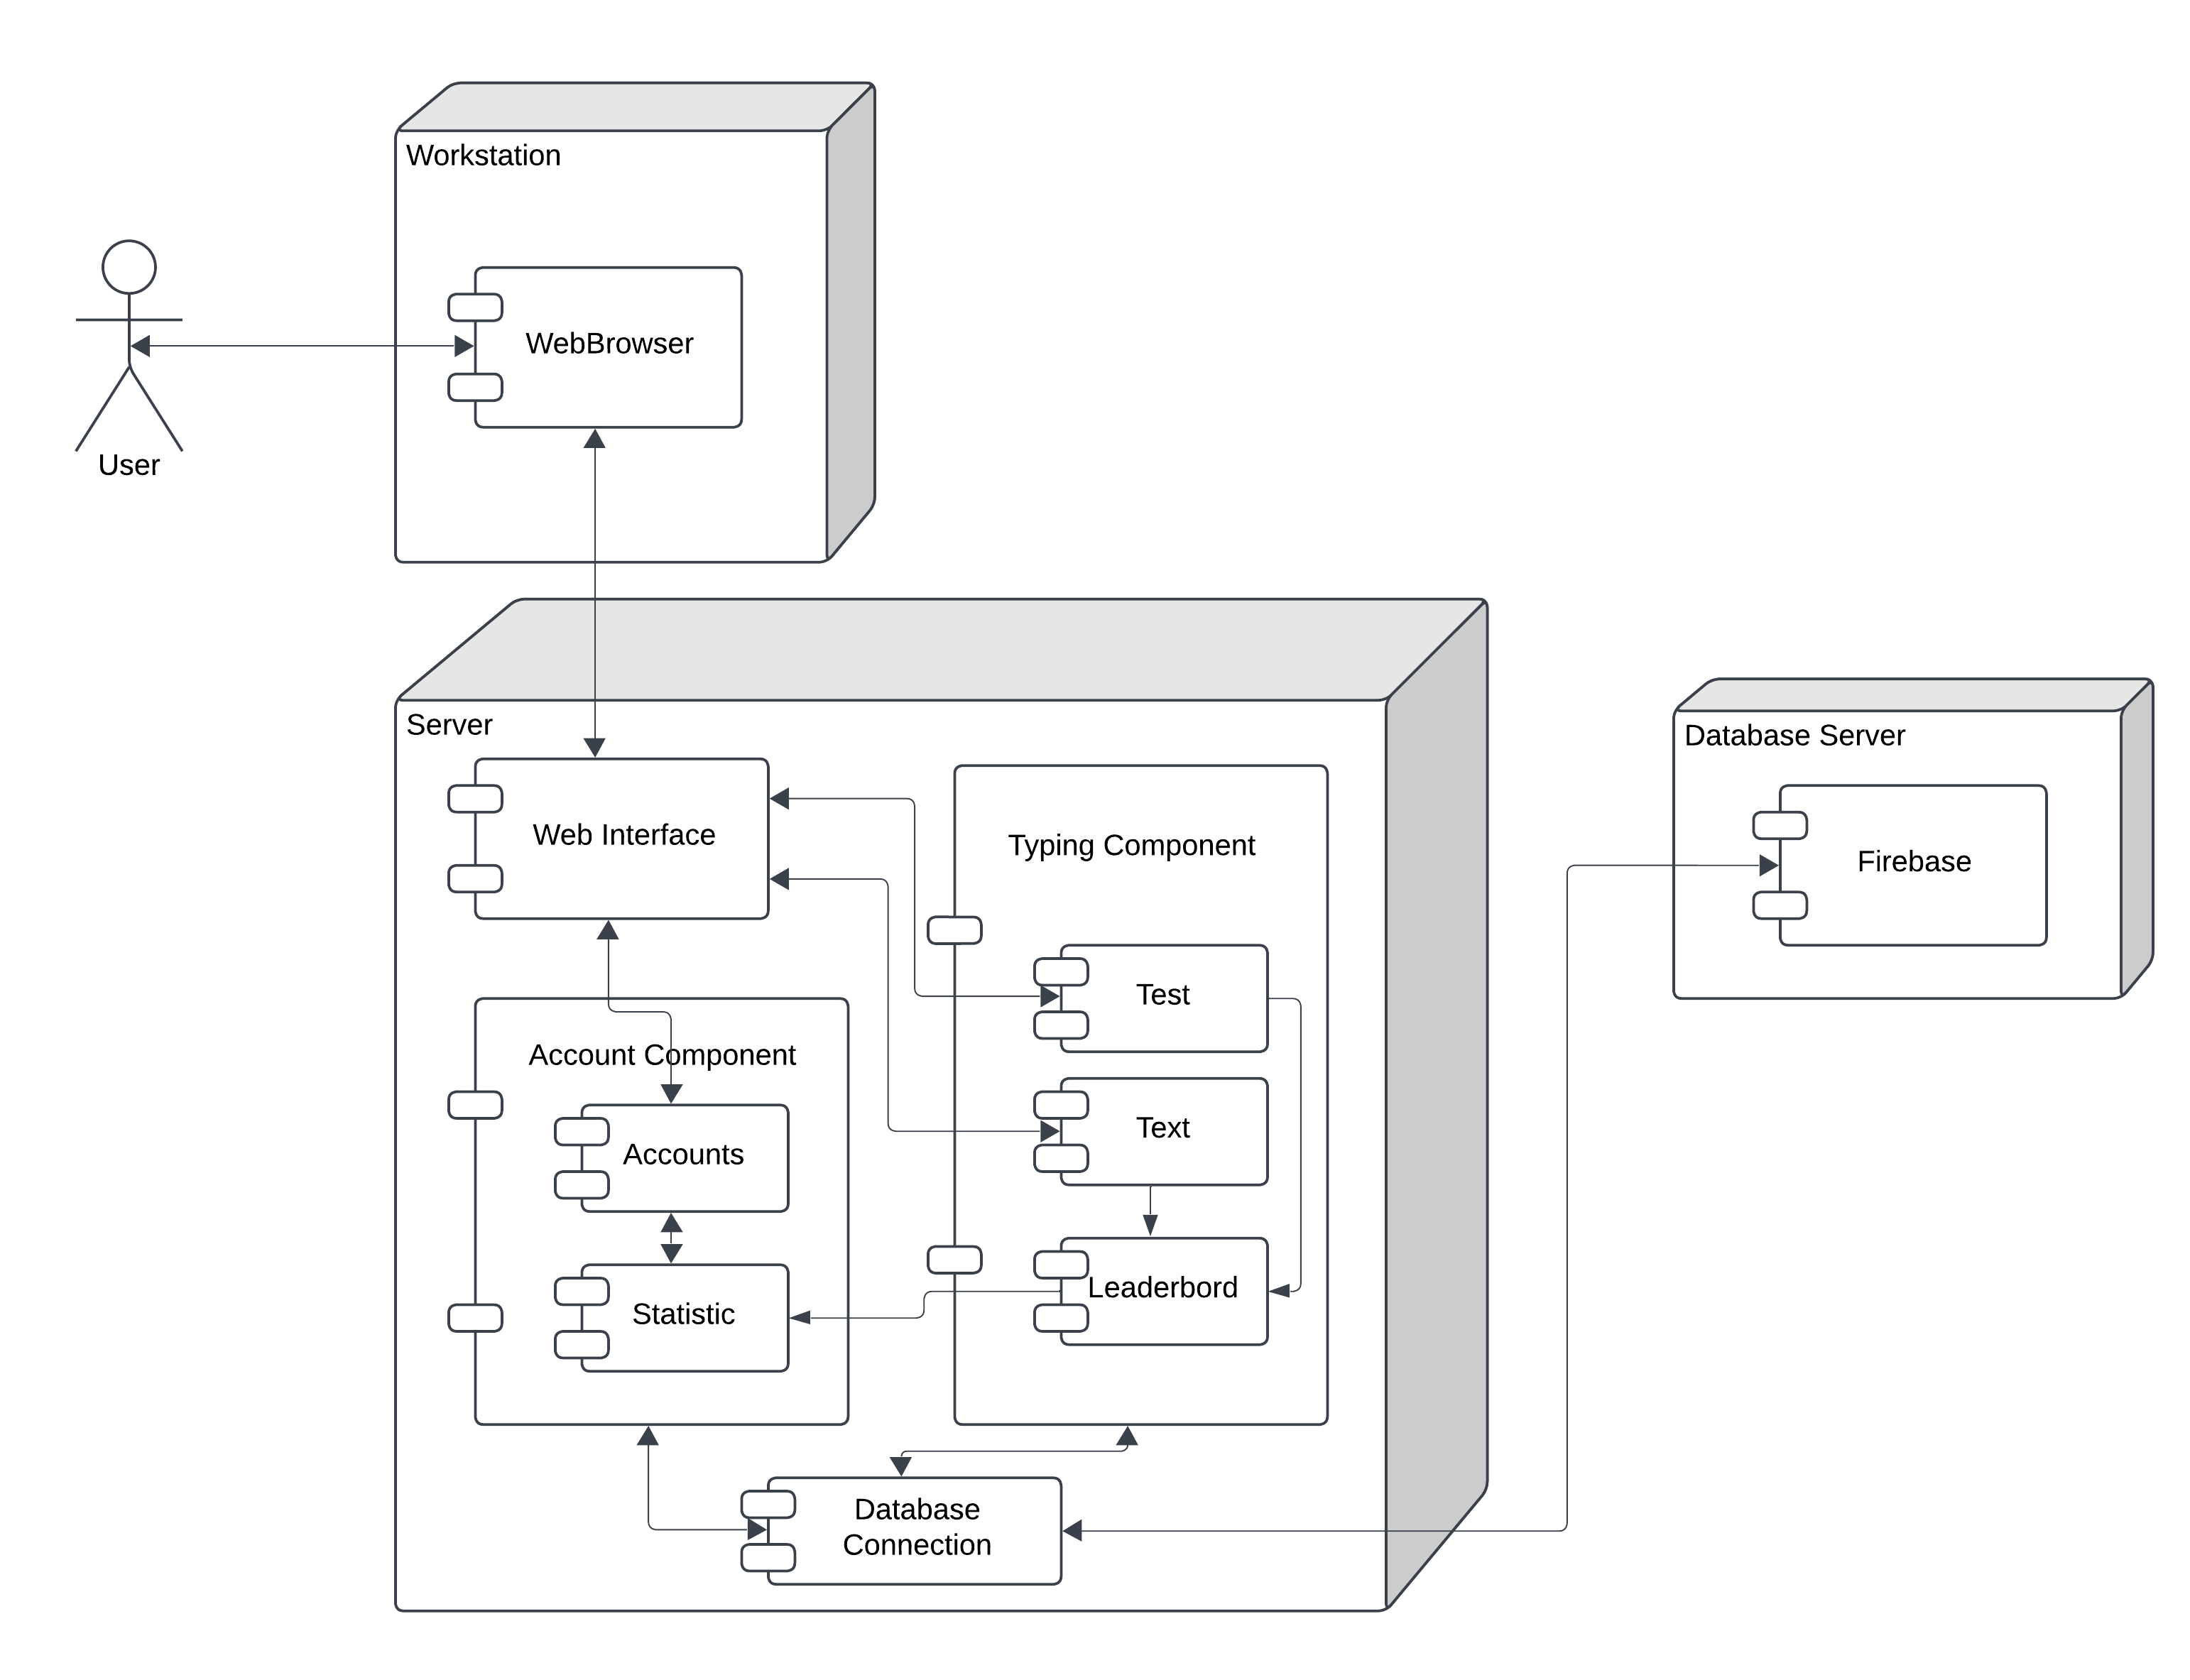 Workstation
WebBrowser
User
Server
Database Server
Web Interface
Typing Component
Firebase
Test
Account Component
Text
Accounts
Leaderbord
Statistic
Database
Connection